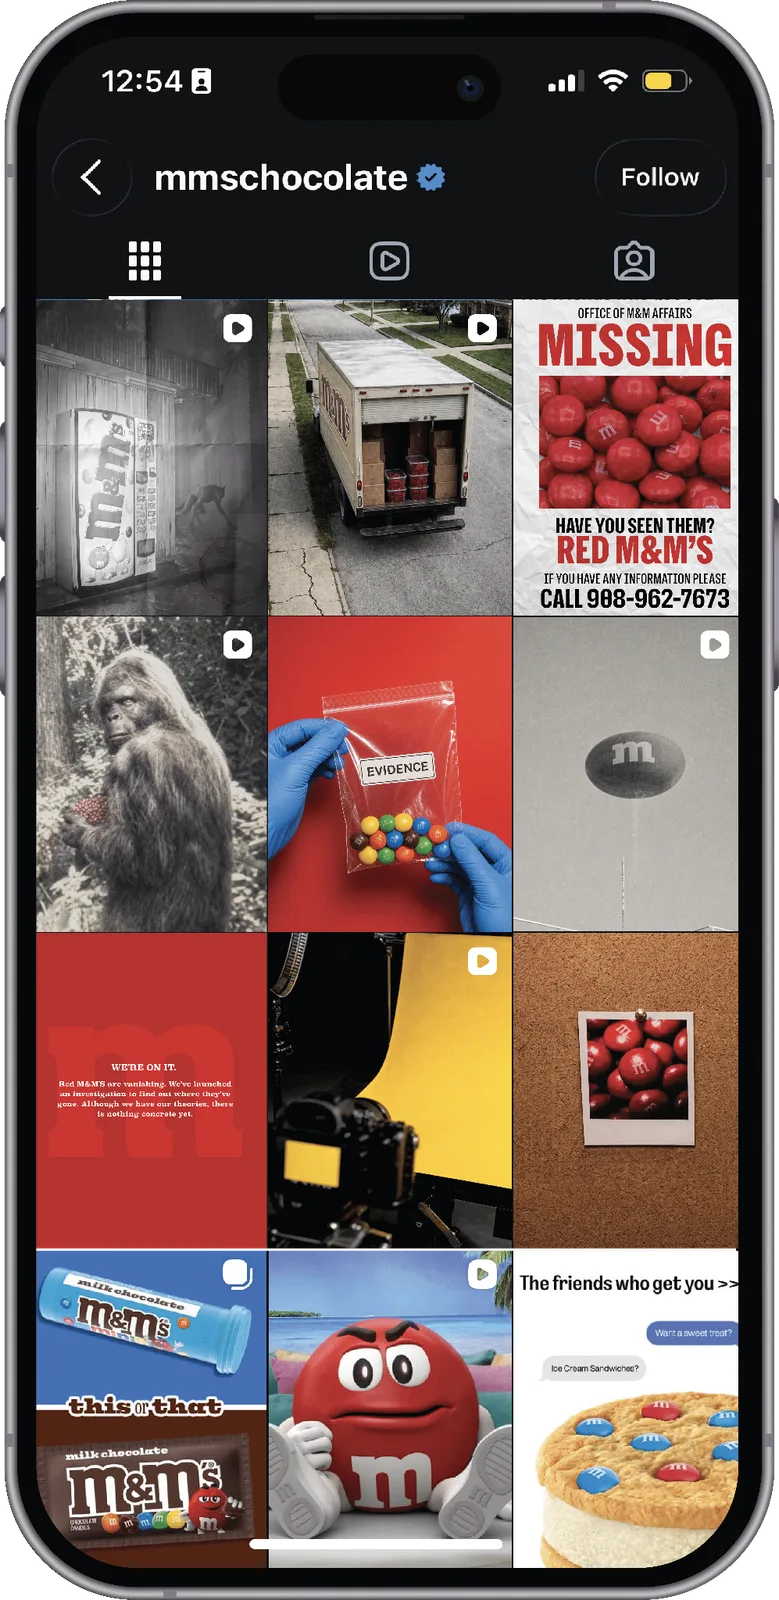 12:54
mmschocolate
Follow
m&m's
m&m's
OFFICE OF M&M AFFAIRS
MISSING
m
HAVE YOU SEEN THEM?
RED M&M'S
IF YOU HAVE ANY INFORMATION PLEASE
CALL 908-962-7673
EVIDENCE
m
m
WE'RE ON IT.
Red M&M'S are vanishing. We've launched
an investigation to find out where they've
gone. Although we have our theories, there
is nothing concrete yet.
m
milk chocolate
m&m's
minis
this or that
milk chocolate
m&m's
CHOCOLATE
CANDIES
m
The friends who get you >>
Want a sweet treat?
Ice Cream Sandwiches?
m